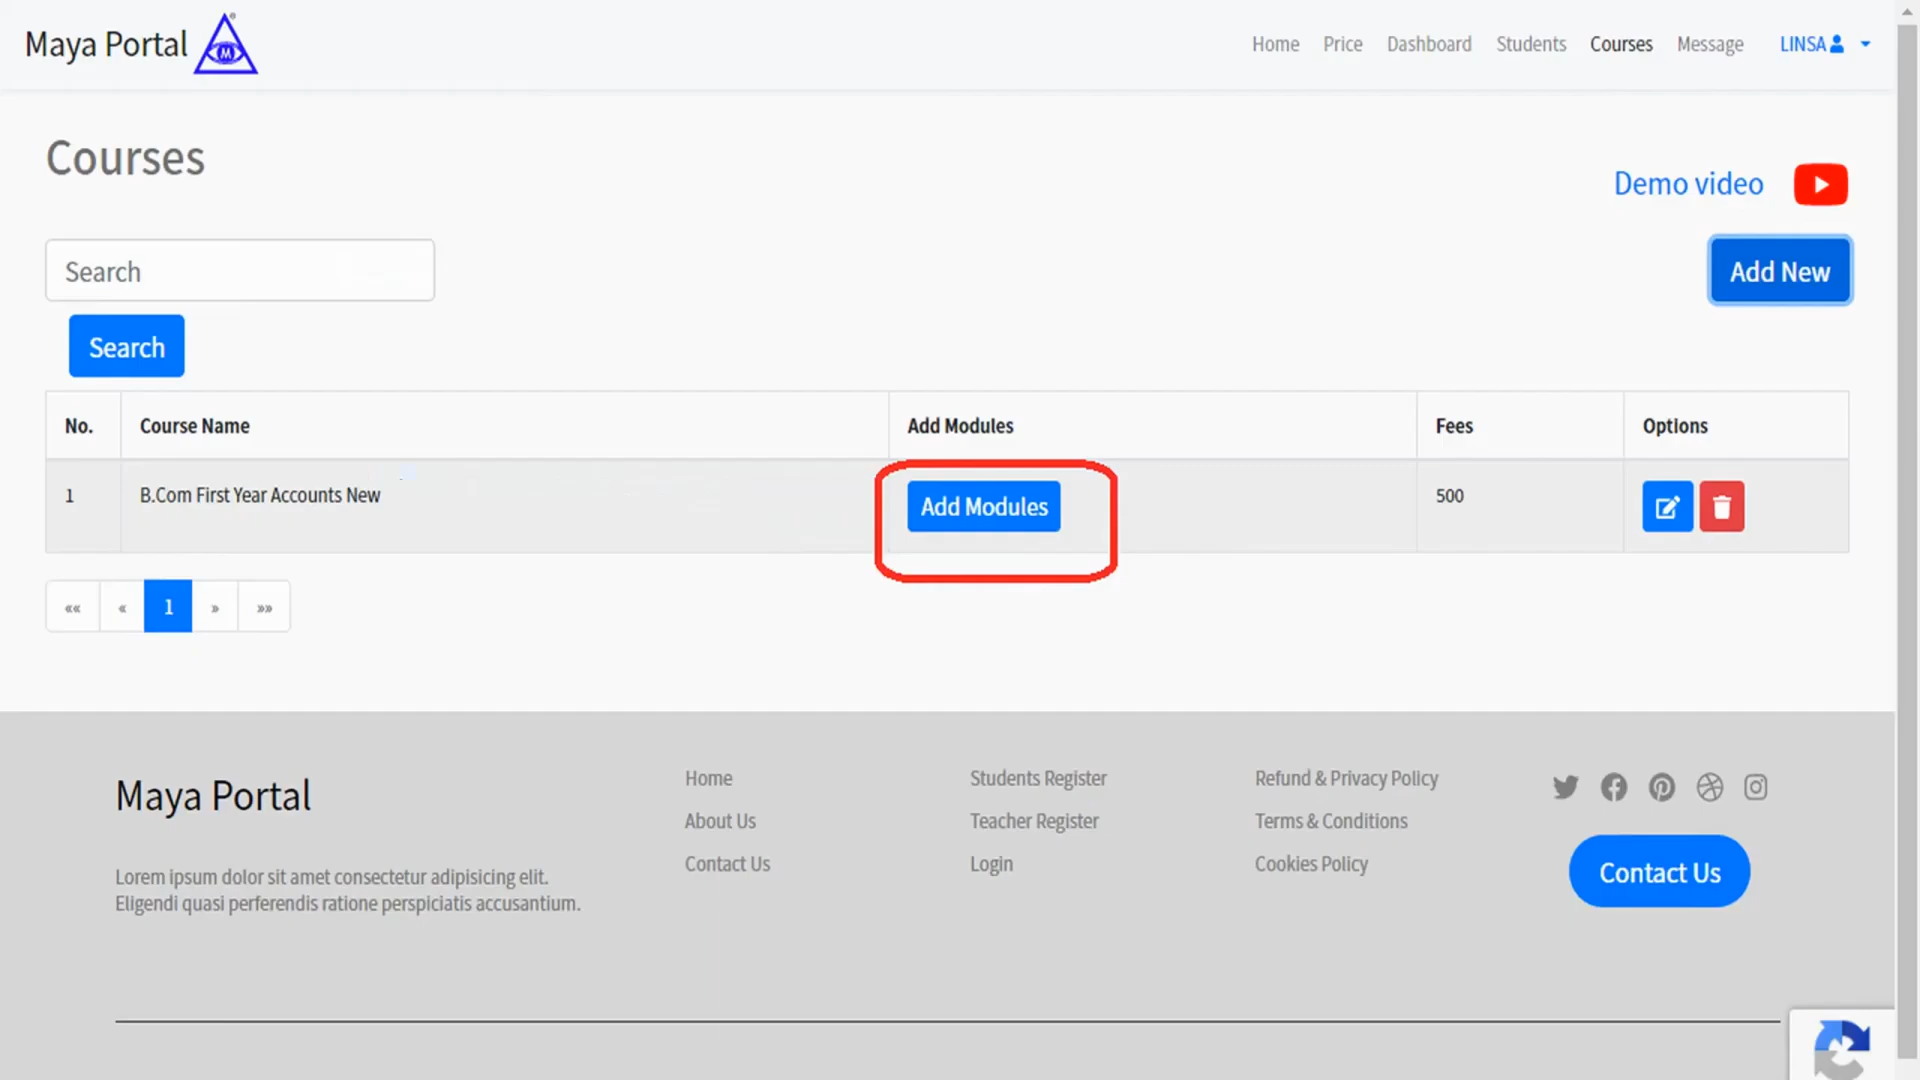 Maya Portal
M
Home Price Dashboard Students Courses Message LINSA
Courses
Demo video
Search
Add New
Search
No. Course Name Add Modules Fees Options
1 B.Com First Year Accounts New Add Modules 500
«« « 1 » »»
Maya Portal
Lorem ipsum dolor sit amet consectetur adipisicing elit.
Eligendi quasi perferendis ratione perspiciatis accusantium.
Home
About Us
Contact Us
Students Register
Teacher Register
Login
Refund & Privacy Policy
Terms & Conditions
Cookies Policy
Contact Us